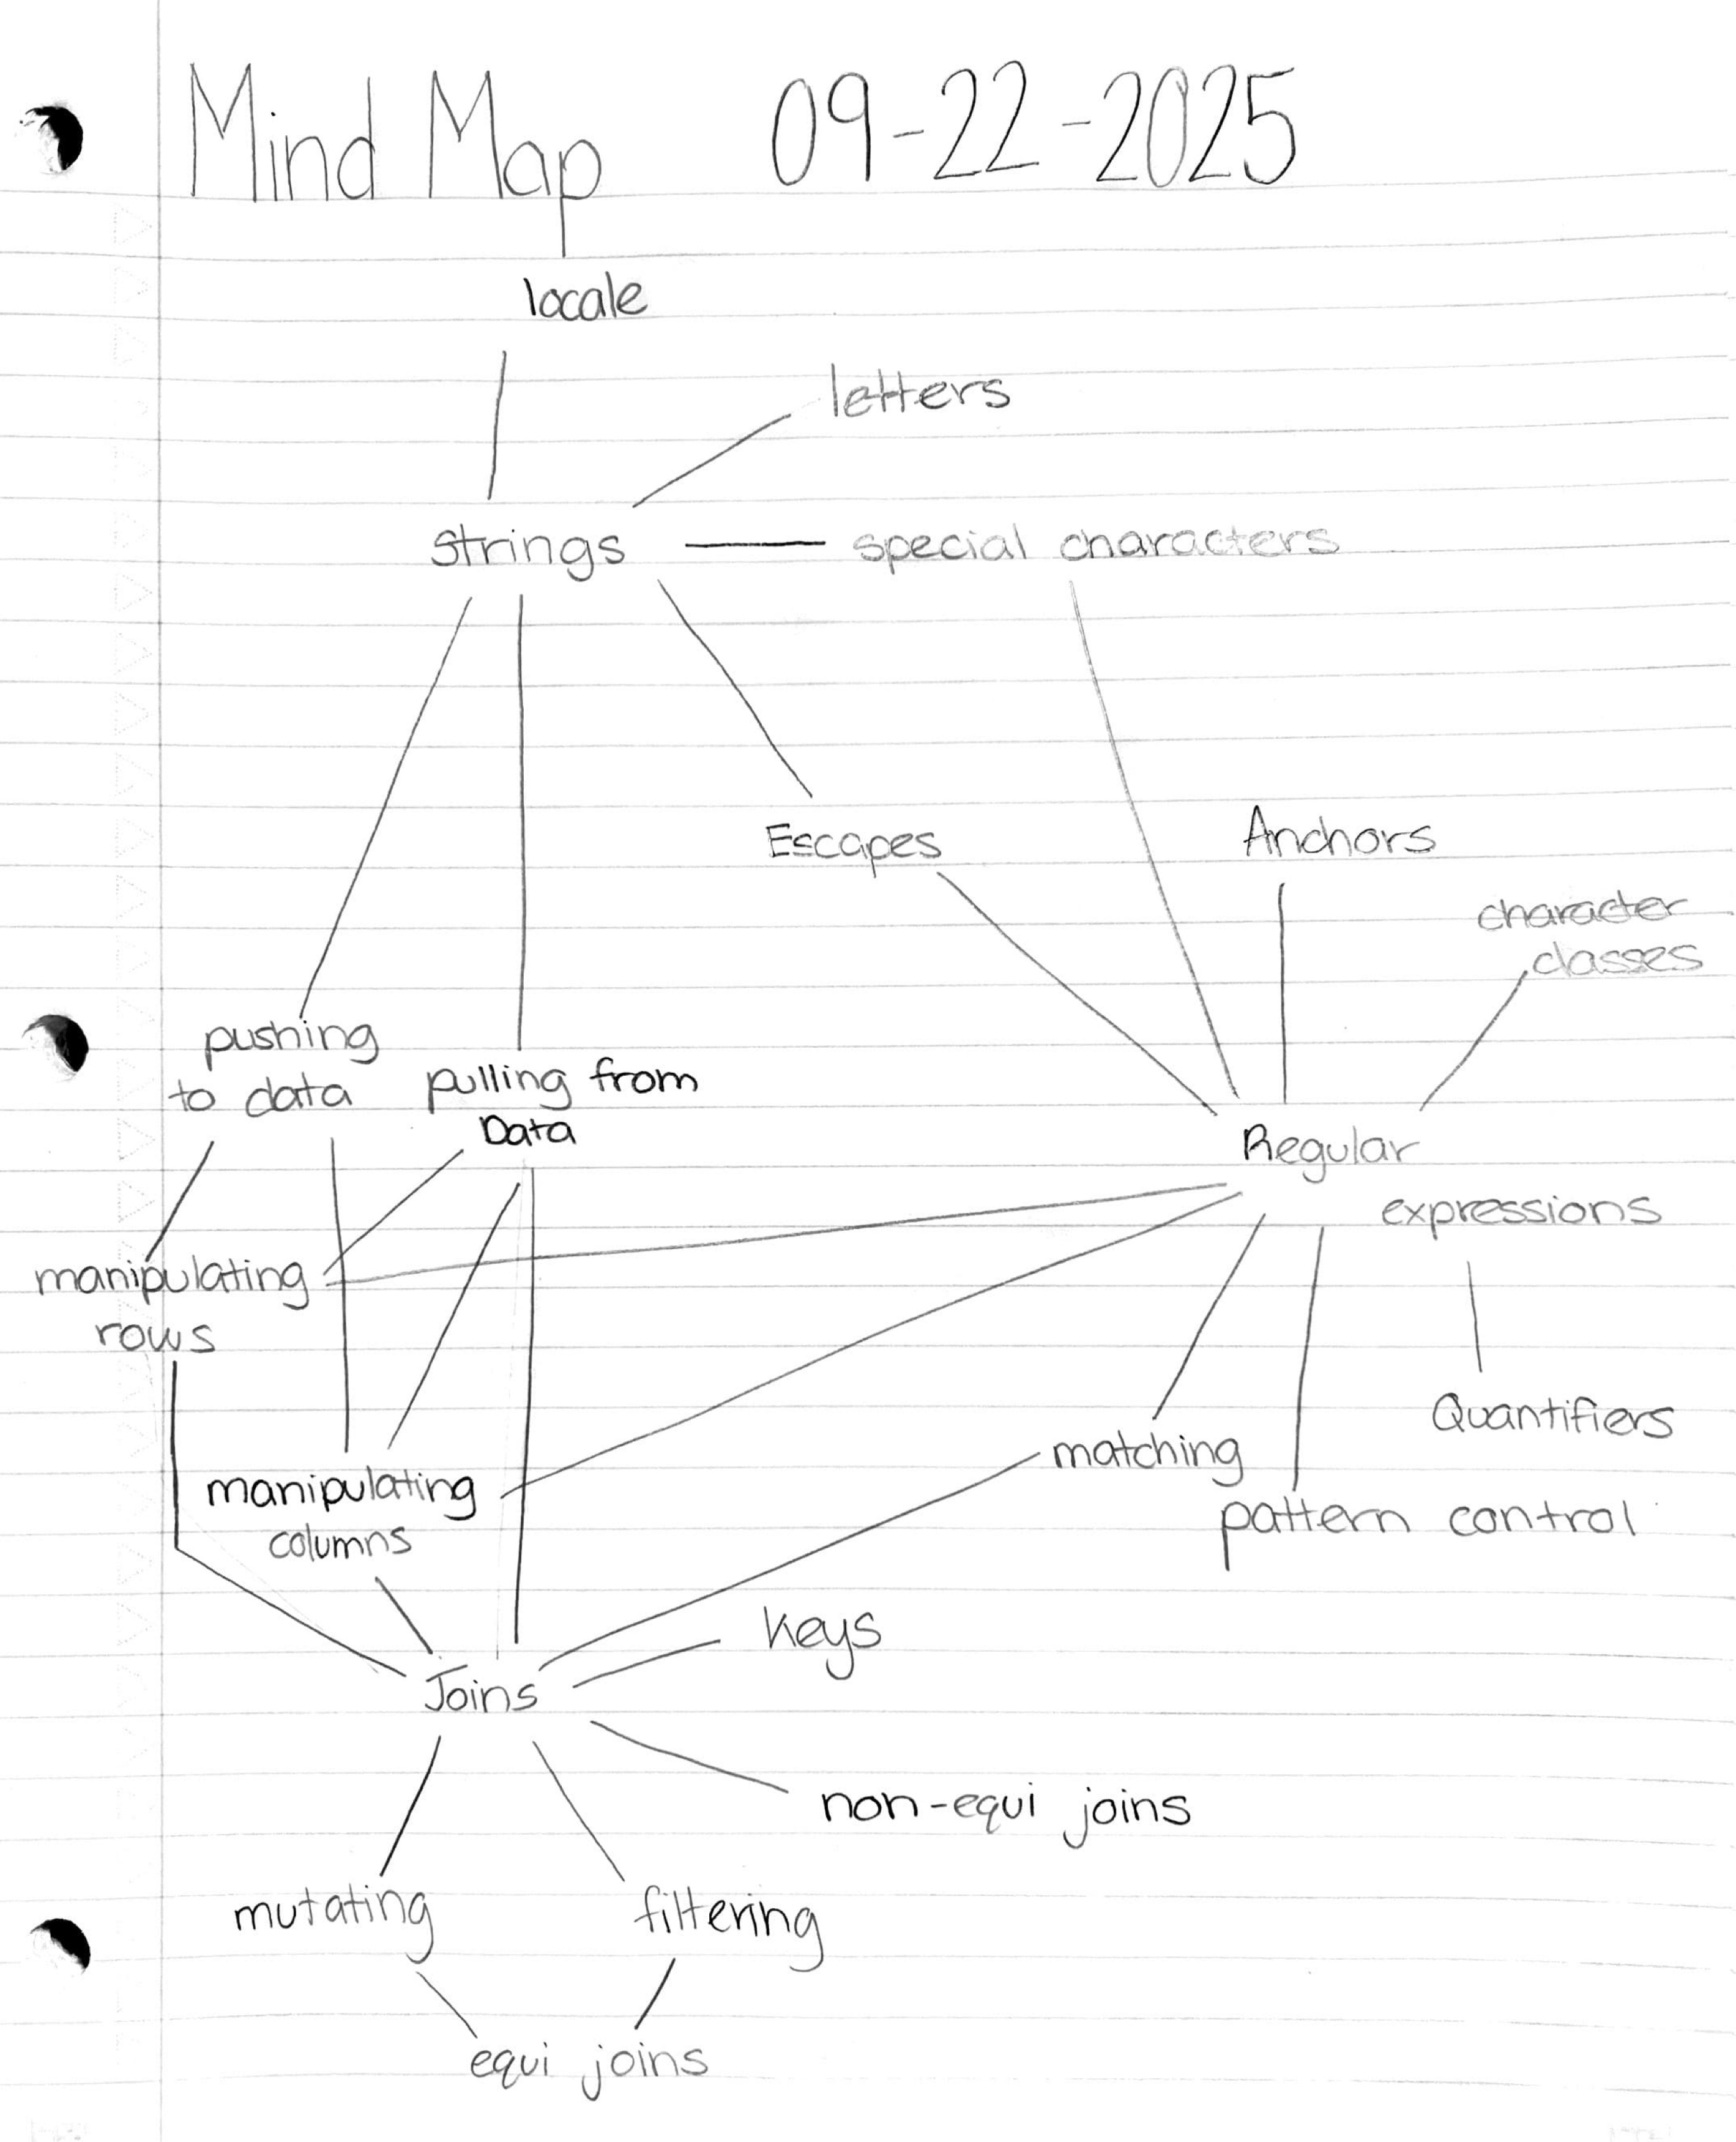 Mind Map 09-22-2025
locale
letters
strings
special characters
Escapes
Anchors
character
classes
pushing
to data
pulling from
Data
Regular
expressions
manipulating
rows
Quantifiers
matching
manipulating
columns
pattern control
Keys
Joins
non-equi joins
mutating
filtering
equi joins